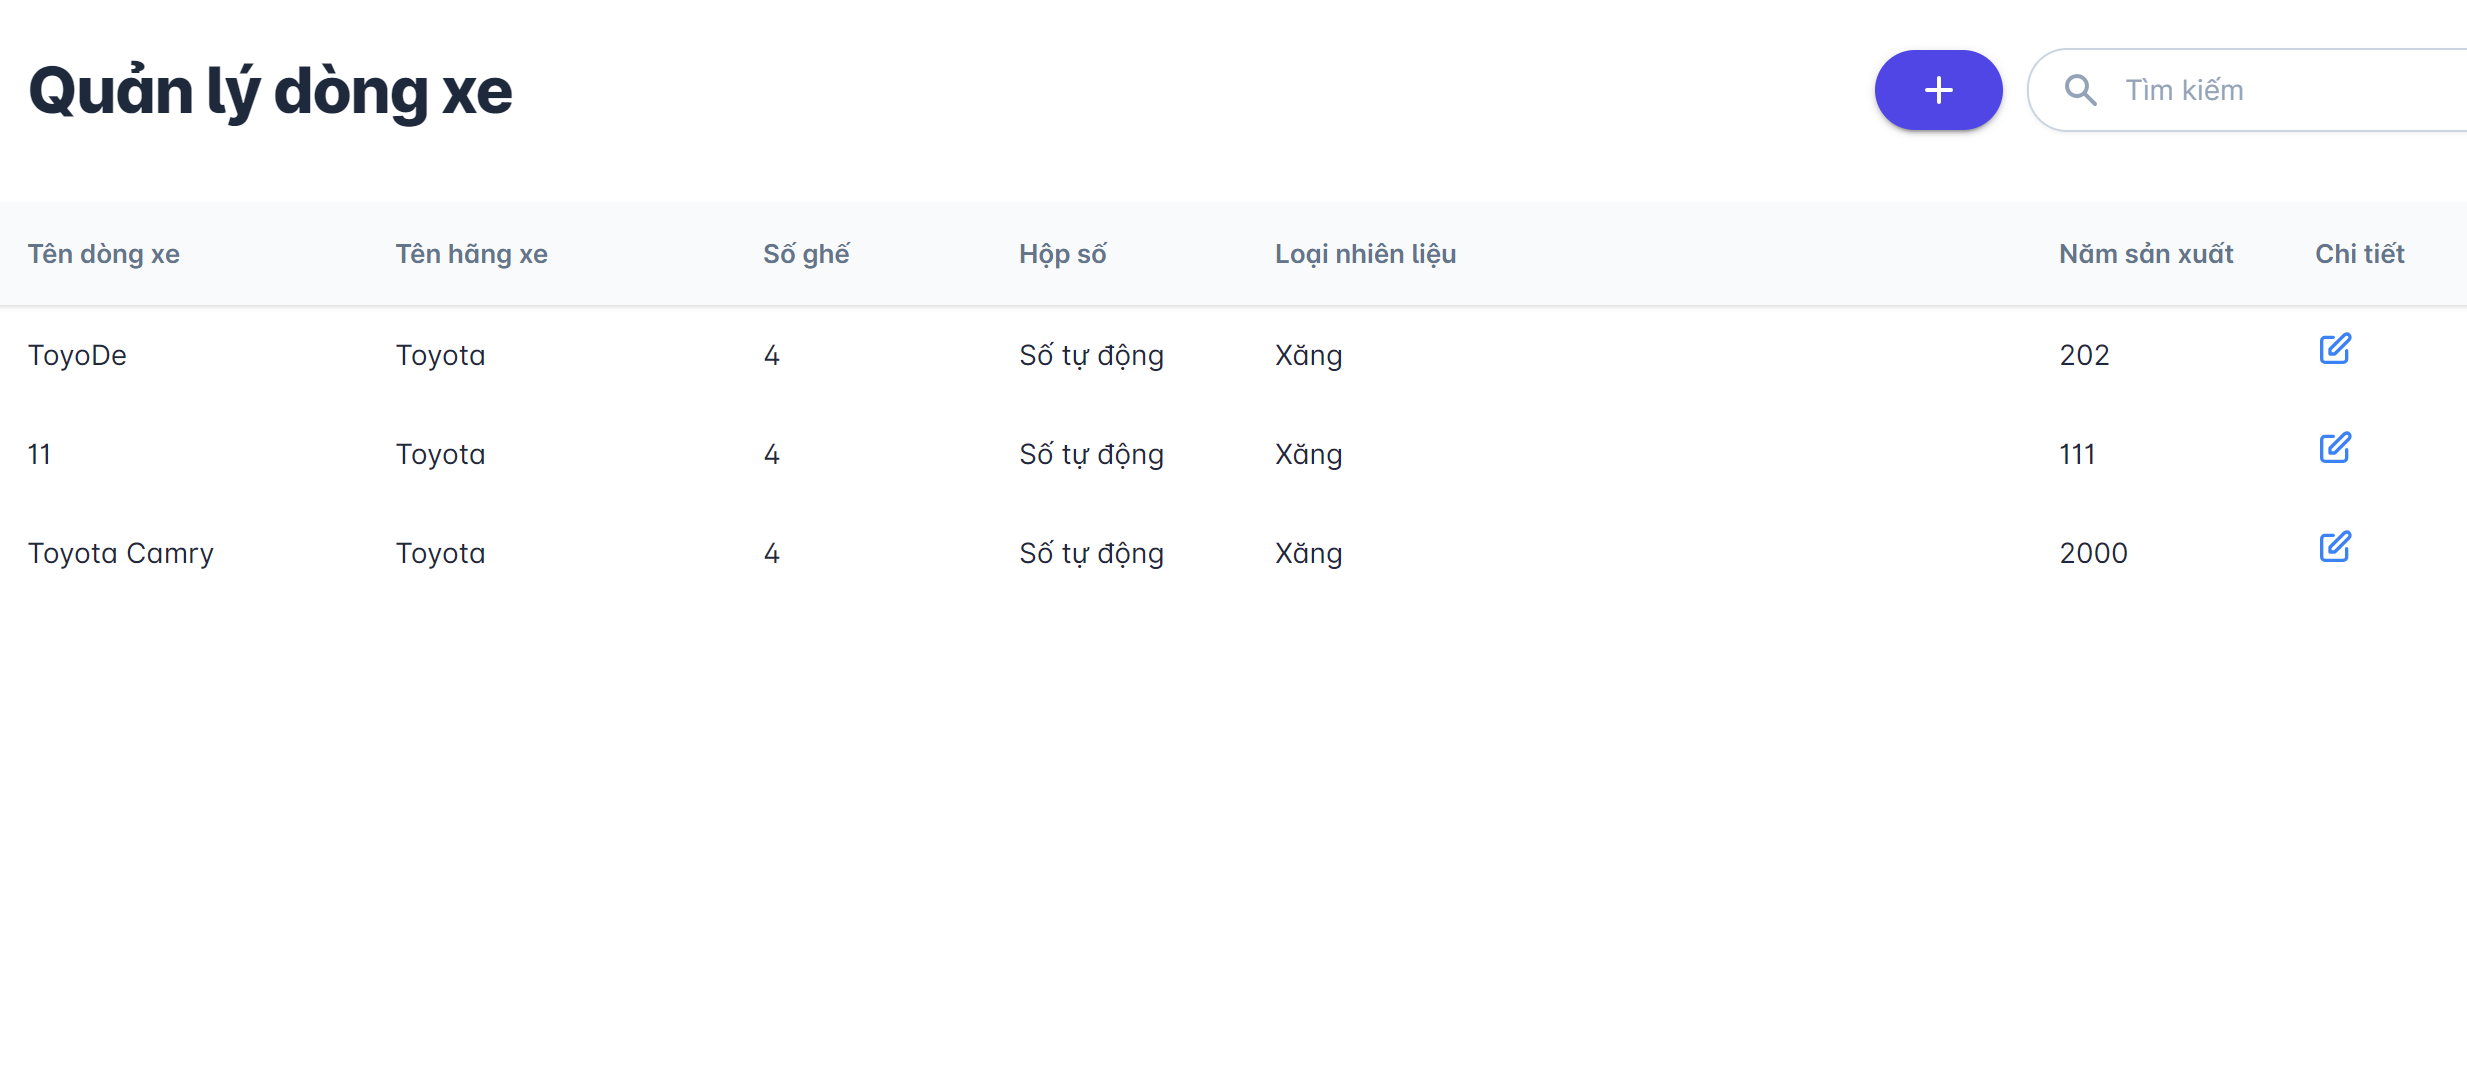 Quản lý dòng xe
Tìm kiếm
Tên dòng xe Tên hãng xe Số ghế Hộp số Loại nhiên liệu Năm sản xuất Chi tiết
ToyoDe Toyota 4 Số tự động Xăng 202
11 Toyota 4 Số tự động Xăng 111
Toyota Camry Toyota 4 Số tự động Xăng 2000